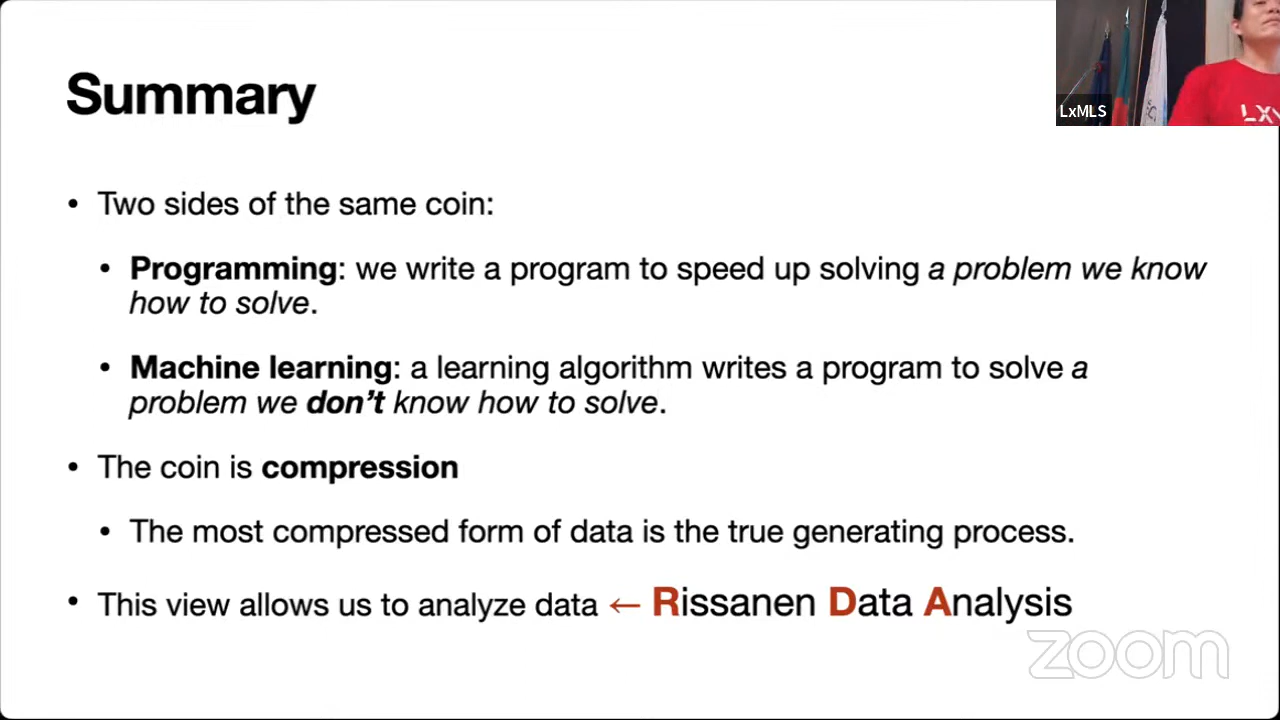 Summary
LxMLS
• Two sides of the same coin:
• Programming: we write a program to speed up solving a problem we know
how to solve.
• Machine learning: a learning algorithm writes a program to solve a
problem we don’t know how to solve.
• The coin is compression
• The most compressed form of data is the true generating process.
• This view allows us to analyze data ← Rissanen Data Analysis
zoom